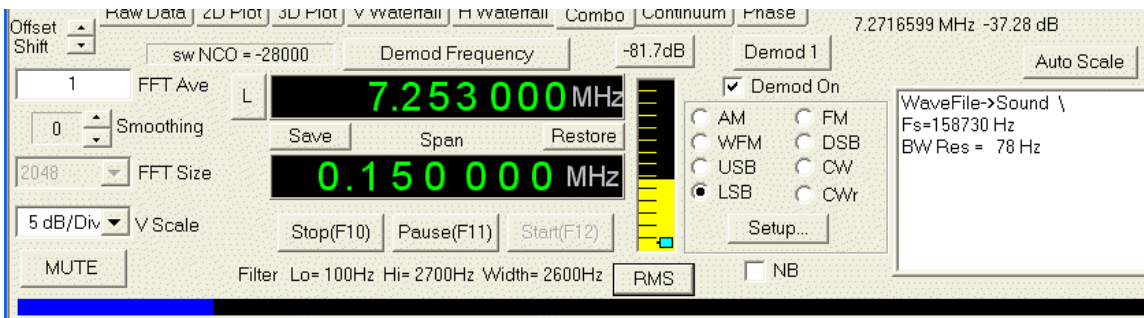 Raw Data 2D Plot 3D Plot V Waterfall H Waterfall Combo Continuum Phase
Offset Shift
7.2716599 MHz -37.28 dB
sw NCO = -28000 Demod Frequency -81.7dB Demod 1
Auto Scale
1 FFT Ave
L 7.253 000 MHz
Demod On
0 Smoothing
Save Span Restore
2048 FFT Size
0.150 000 MHz
AM FM
WFM DSB
USB CW
LSB CWr
Setup...
WaveFile->Sound \
Fs=158730 Hz
BW Res = 78 Hz
5 dB/Div V Scale
Stop(F10) Pause(F11) Start(F12)
MUTE
Filter Lo= 100Hz Hi= 2700Hz Width= 2600Hz RMS
NB